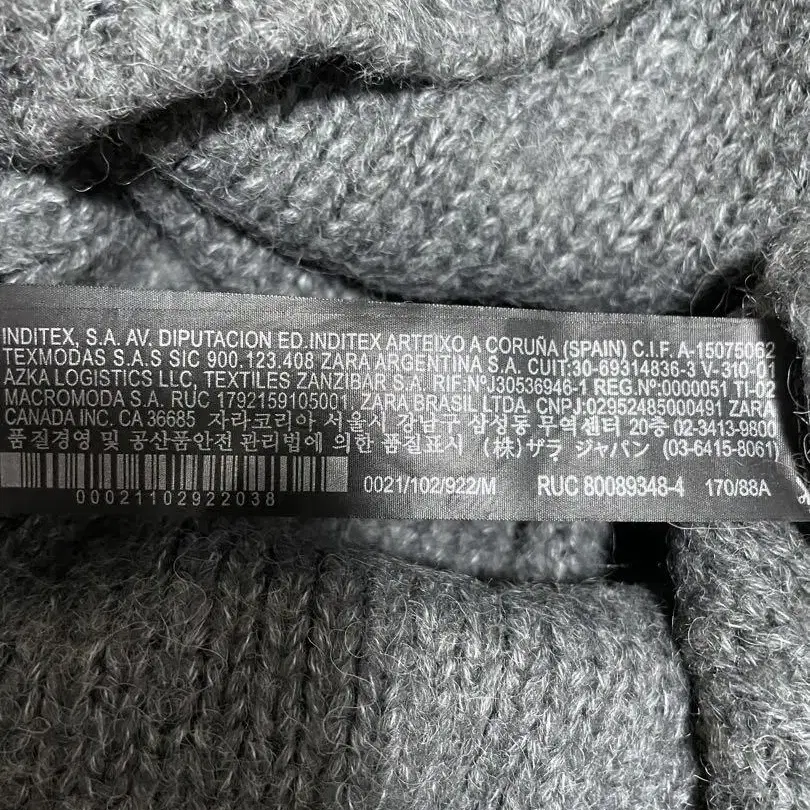 INDITEX, S.A. AV. DIPUTACION ED. INDITEX ARTEIXO A CORUÑA (SPAIN) C.I.F. A-15075062
TEXMODAS S.A.S SIC 900.123.408 ZARA ARGENTINA S.A. CUIT:30-69314836-3 V-310-01
AZKA LOGISTICS LLC, TEXTILES ZANZIBAR S.A. RIF:NºJ30536946-1 REG.Nº:0000051 TI-02
MACROMODA S.A. RUC 1792159105001 ZARA BRASIL LTDA. CNPJ:02952485000491 ZARA
CANADA INC. CA 36685 자라코리아 서울시 강남구 삼성동 무역센터 20층 02-3413-9800
품질경영 및 공산품안전 관리법에 의한 품질표시 (株)ザラ ジャパン (03-6415-8061)
00021102922038 0021/102/922/M RUC 80089348-4 170/88A